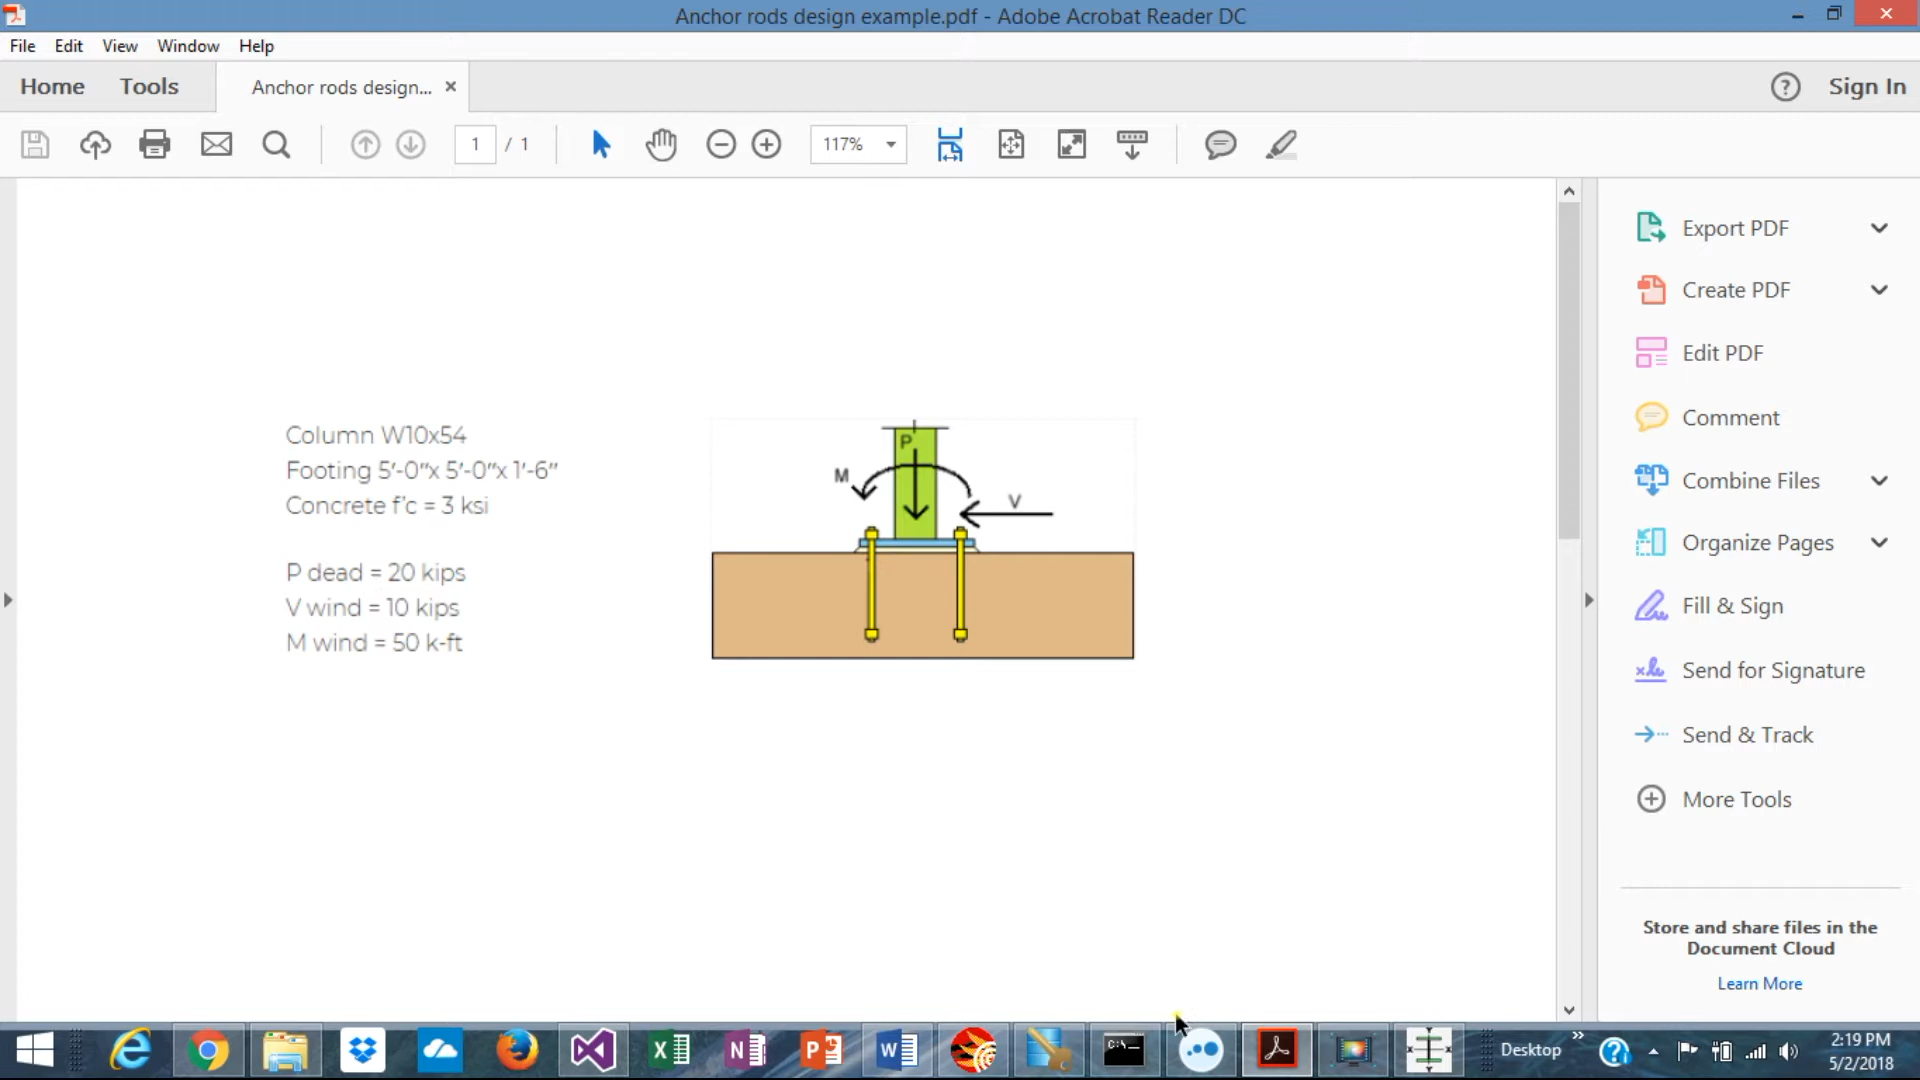 Anchor rods design example.pdf - Adobe Acrobat Reader DC
File Edit View Window Help
Home Tools Anchor rods design... × ? Sign In
1 / 1 117%
Export PDF
Create PDF
Edit PDF
Comment
Combine Files
Organize Pages
Fill & Sign
Send for Signature
Send & Track
More Tools
Store and share files in the
Document Cloud
Learn More
Column W10x54
Footing 5'-0"x 5'-0"x 1'-6"
Concrete f'c = 3 ksi
P dead = 20 kips
V wind = 10 kips
M wind = 50 k-ft
P
M
V
Desktop
2:19 PM
5/2/2018